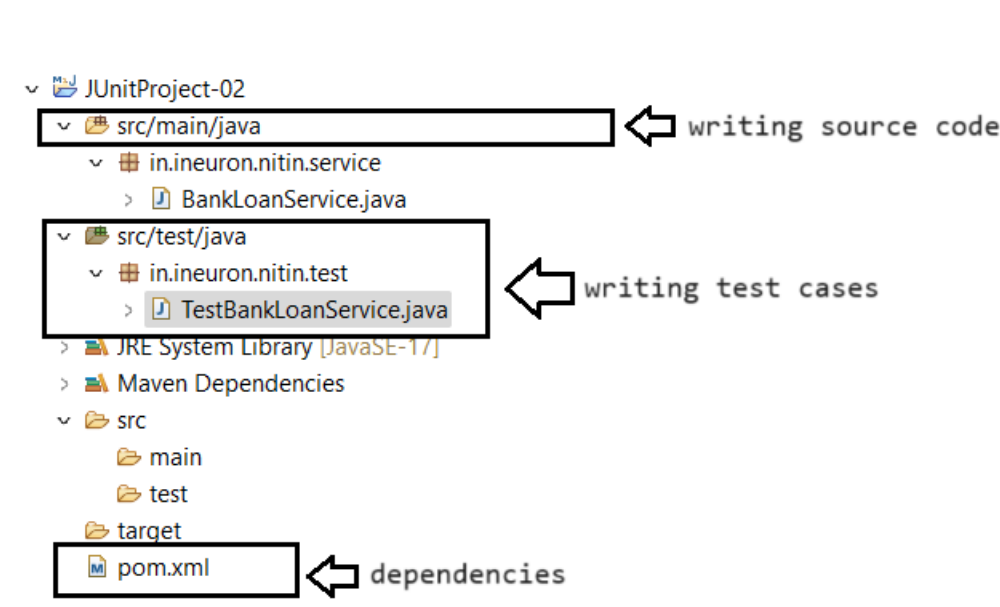 JUnitProject-02
src/main/java
writing source code
in.ineuron.nitin.service
BankLoanService.java
src/test/java
in.ineuron.nitin.test
writing test cases
TestBankLoanService.java
JRE System Library [JavaSE-17]
Maven Dependencies
src
main
test
target
pom.xml
dependencies